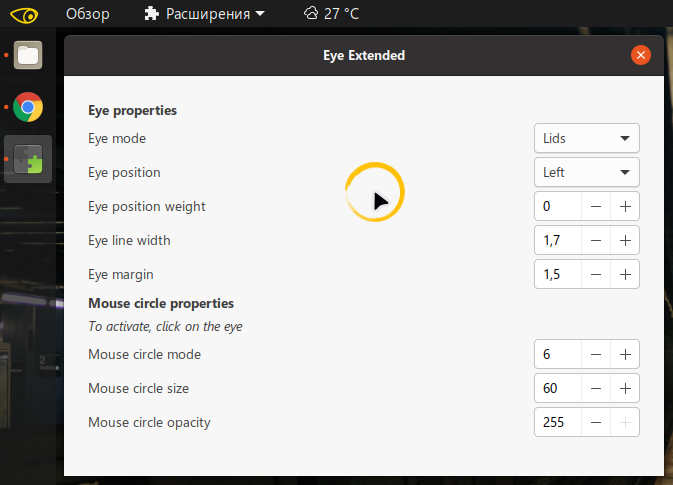 Обзор Расширения 27 °C
Eye Extended
Eye properties
Eye mode Lids
Eye position Left
Eye position weight 0
Eye line width 1,7
Eye margin 1,5
Mouse circle properties
To activate, click on the eye
Mouse circle mode 6
Mouse circle size 60
Mouse circle opacity 255